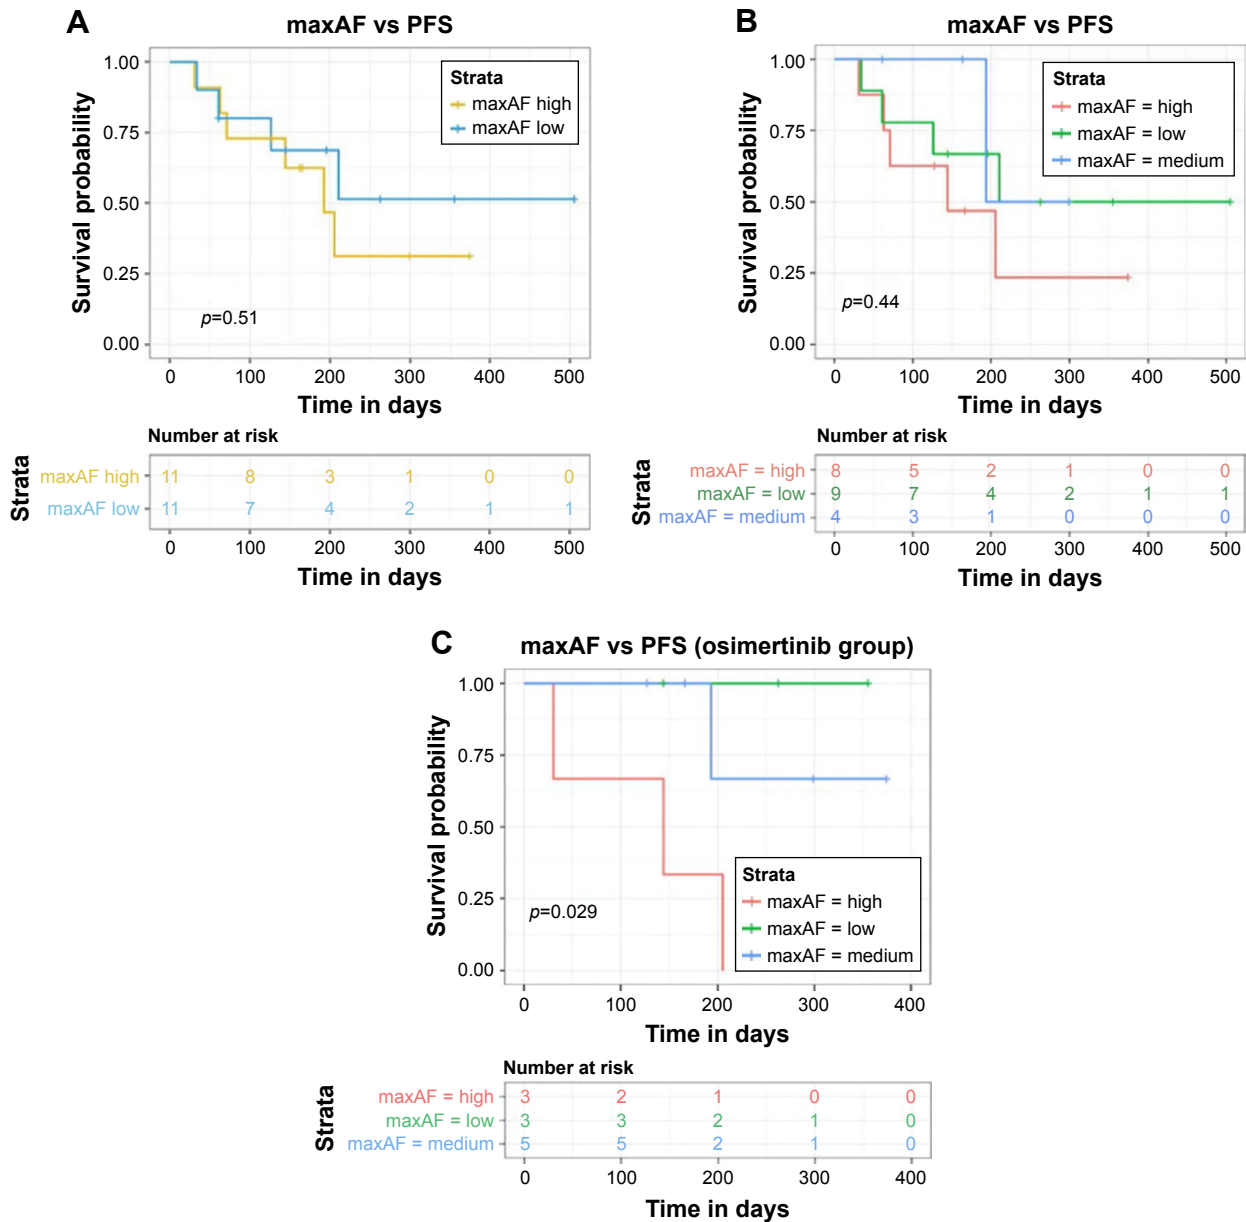 A
maxAF vs PFS
Survival probability
1.00
0.75
0.50
0.25
0.00
Strata
maxAF high
maxAF low
p=0.51
0 100 200 300 400 500
Time in days
Number at risk
Strata
maxAF high 11 8 3 1 0 0
maxAF low 11 7 4 2 1 1
0 100 200 300 400 500
Time in days
B
maxAF vs PFS
Survival probability
1.00
0.75
0.50
0.25
0.00
Strata
maxAF = high
maxAF = low
maxAF = medium
p=0.44
0 100 200 300 400 500
Time in days
Number at risk
Strata
maxAF = high 8 5 2 1 0 0
maxAF = low 9 7 4 2 1 1
maxAF = medium 4 3 1 0 0 0
0 100 200 300 400 500
Time in days
C
maxAF vs PFS (osimertinib group)
Survival probability
1.00
0.75
0.50
0.25
0.00
Strata
maxAF = high
maxAF = low
maxAF = medium
p=0.029
0 100 200 300 400
Time in days
Number at risk
Strata
maxAF = high 3 2 1 0 0
maxAF = low 3 3 2 1 0
maxAF = medium 5 5 2 1 0
0 100 200 300 400
Time in days